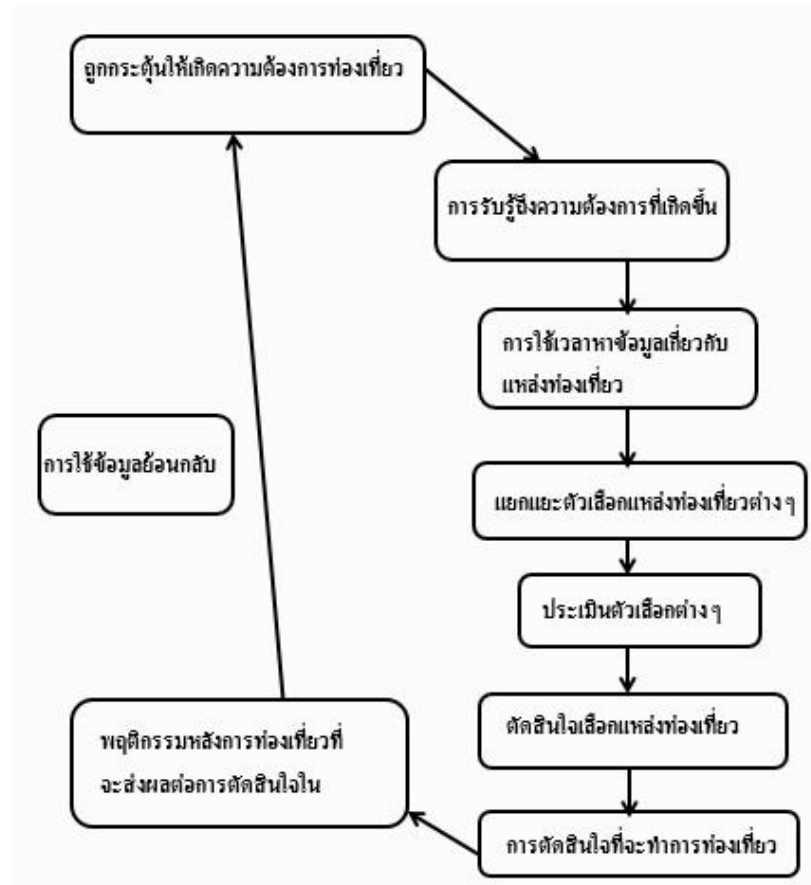 ถูกกระตุ้นให้เกิดความต้องการท่องเที่ยว
การรับรู้ถึงความต้องการที่เกิดขึ้น
การใช้เวลาหาข้อมูลเกี่ยวกับ
แหล่งท่องเที่ยว
แยกแยะตัวเลือกแหล่งท่องเที่ยวต่างๆ
ประเมินตัวเลือกต่างๆ
ตัดสินใจเลือกแหล่งท่องเที่ยว
การตัดสินใจที่จะทำการท่องเที่ยว
พฤติกรรมหลังการท่องเที่ยวที่
จะส่งผลต่อการตัดสินใจใน
การใช้ข้อมูลย้อนกลับ